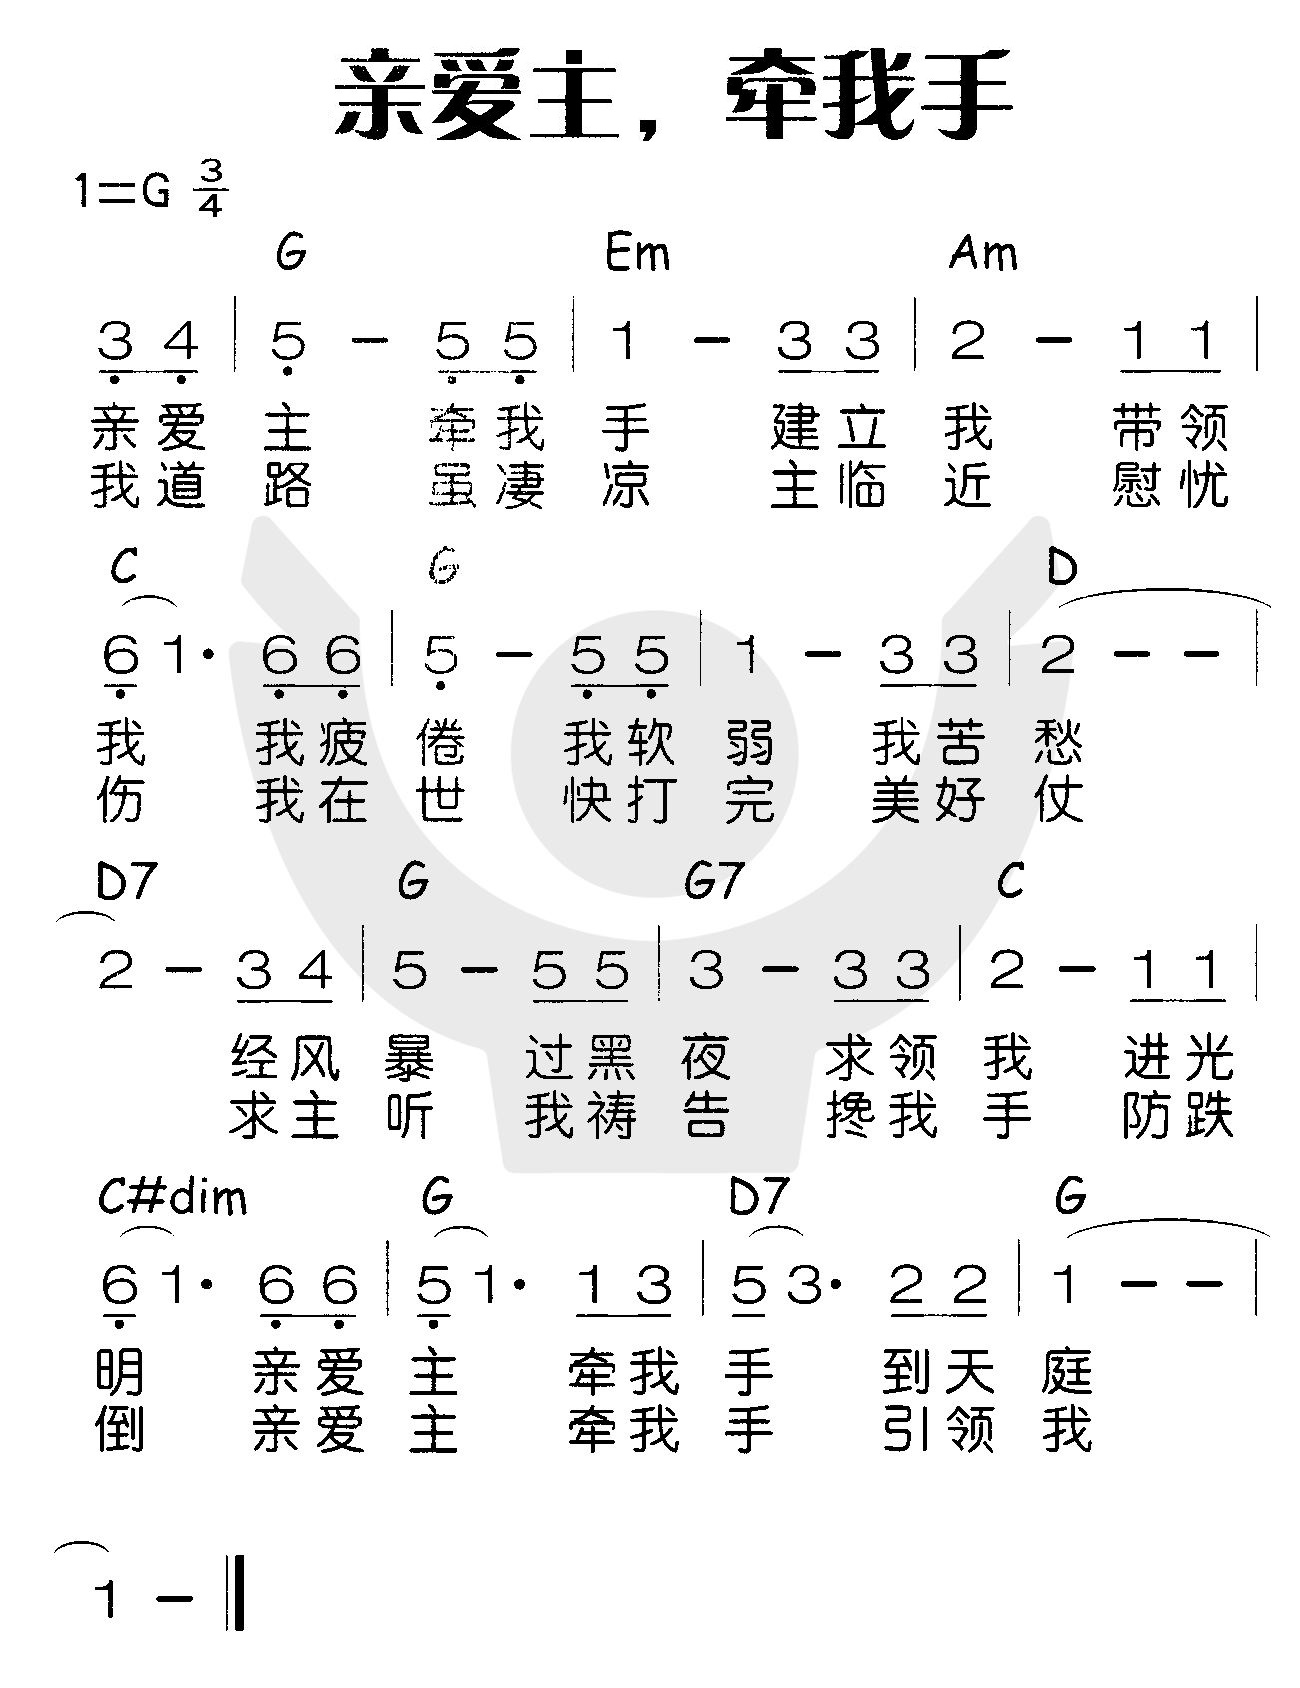 亲爱主，牵我手
1=G 3/4
G Em Am
3 4 | 5 - 5 5 | 1 - 3 3 | 2 - 1 1 |
亲爱 主 牵我 手 建立 我 带领
我道 路 虽凄 凉 主临 近 慰忧
C G D
6 1· 6 6 | 5 - 5 5 | 1 - 3 3 | 2 - - |
我 我疲 倦 我软 弱 我苦 愁
伤 我在 世 快打 完 美好 仗
D7 G G7 C
2 - 3 4 | 5 - 5 5 | 3 - 3 3 | 2 - 1 1 |
经风 暴 过黑 夜 求领 我 进光
求主 听 我祷 告 搀我 手 防跌
C#dim G D7 G
6 1· 6 6 | 5 1· 1 3 | 5 3· 2 2 | 1 - - |
明 亲爱 主 牵我 手 到天 庭
倒 亲爱 主 牵我 手 引领 我
1 - ‖